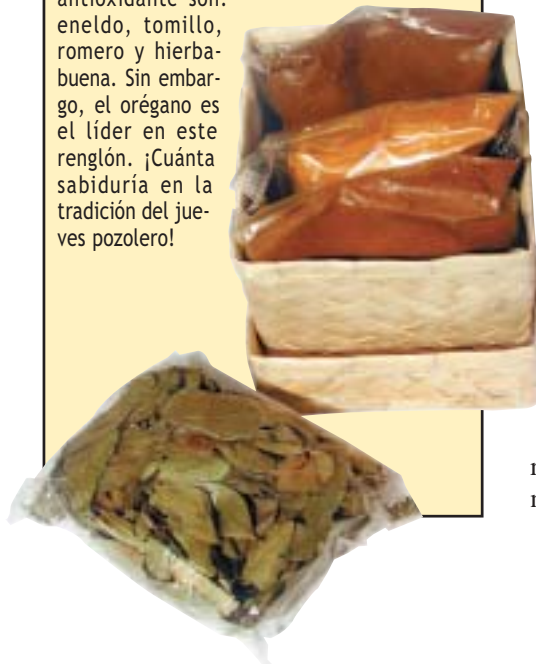 antioxidante son:
eneldo, tomillo,
romero y hierba-
buena. Sin embar-
go, el orégano es
el líder en este
renglón. ¡Cuánta
sabiduría en la
tradición del jue-
ves pozolero!